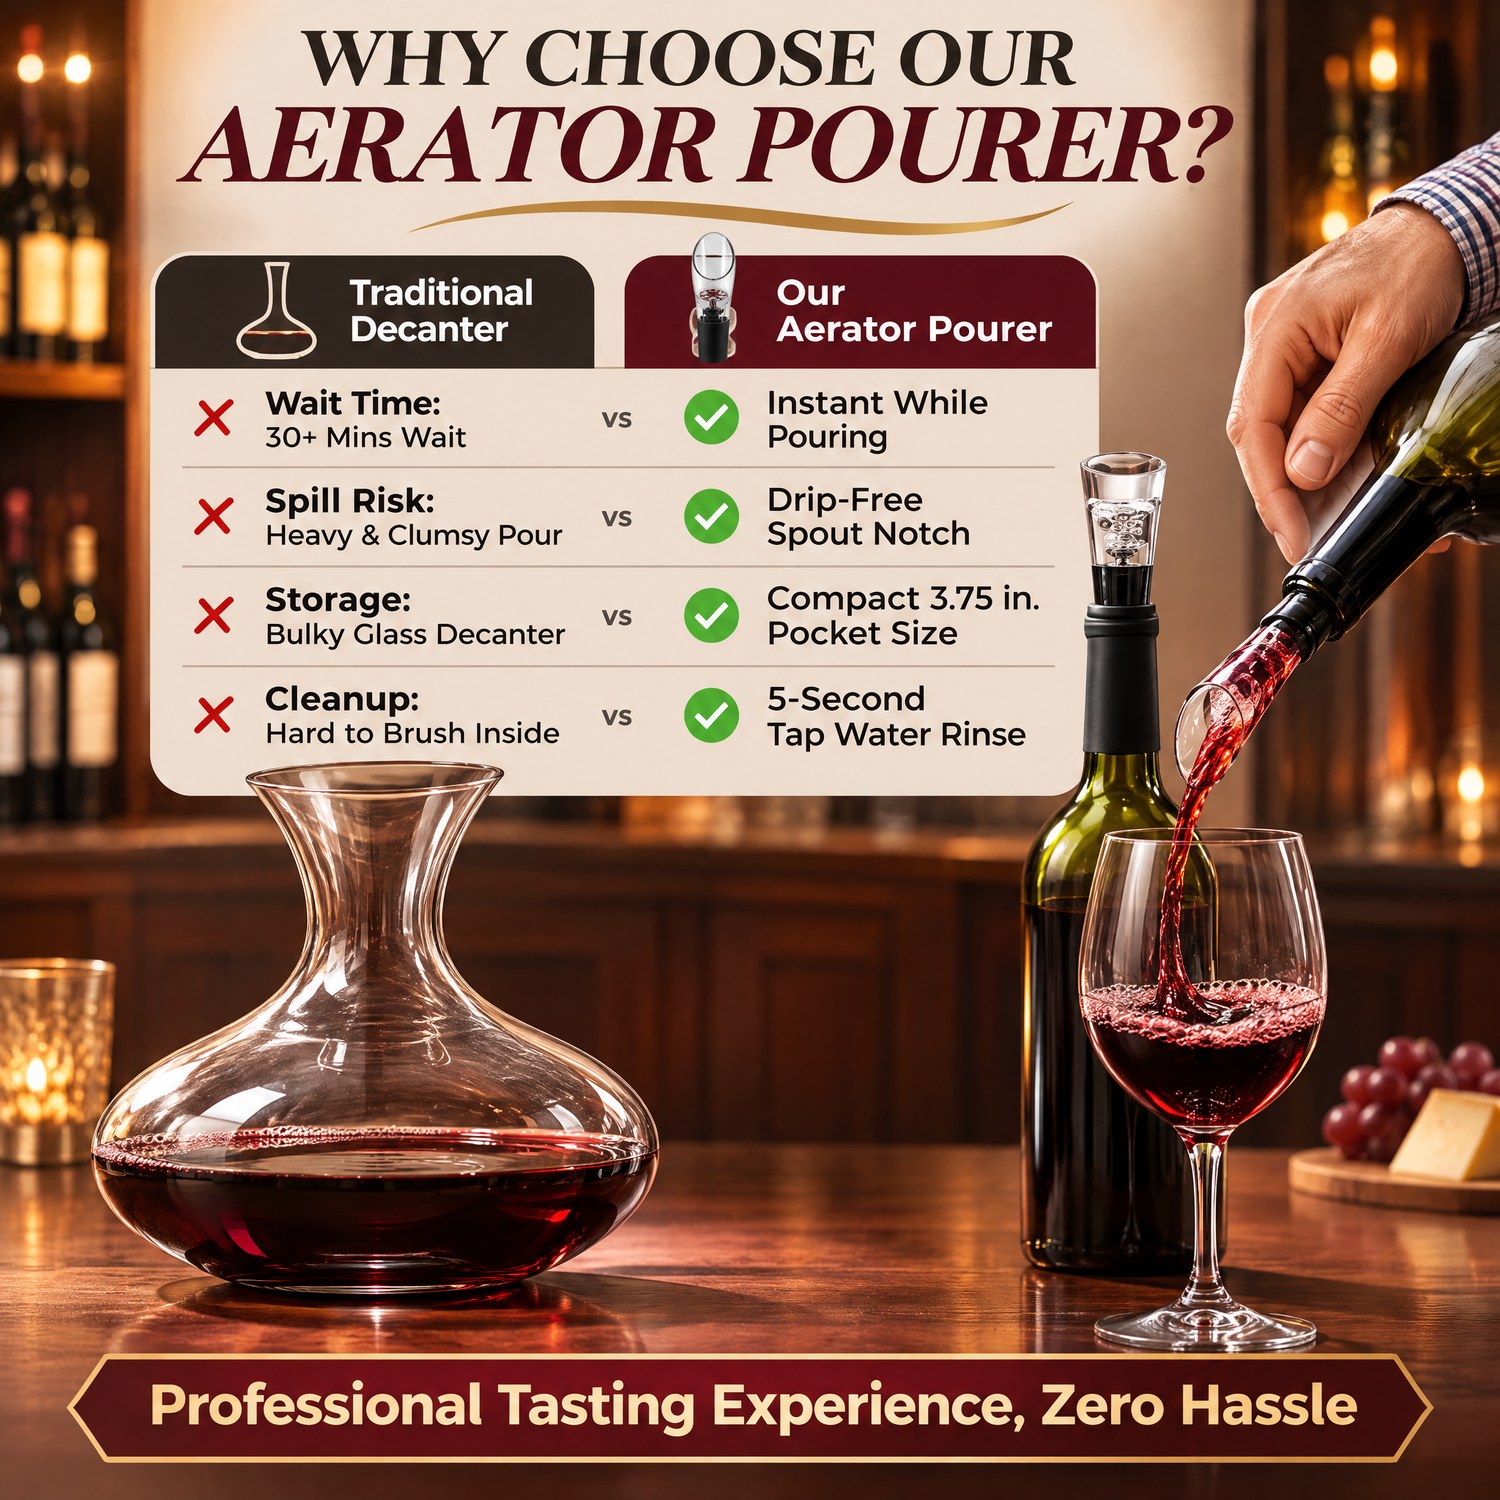 WHY CHOOSE OUR
AERATOR POURER?
Traditional
Decanter
Our
Aerator Pourer
Wait Time:
30+ Mins Wait
vs
Instant While
Pouring
Spill Risk:
Heavy & Clumsy Pour
vs
Drip-Free
Spout Notch
Storage:
Bulky Glass Decanter
vs
Compact 3.75 in.
Pocket Size
Cleanup:
Hard to Brush Inside
vs
5-Second
Tap Water Rinse
Professional Tasting Experience, Zero Hassle